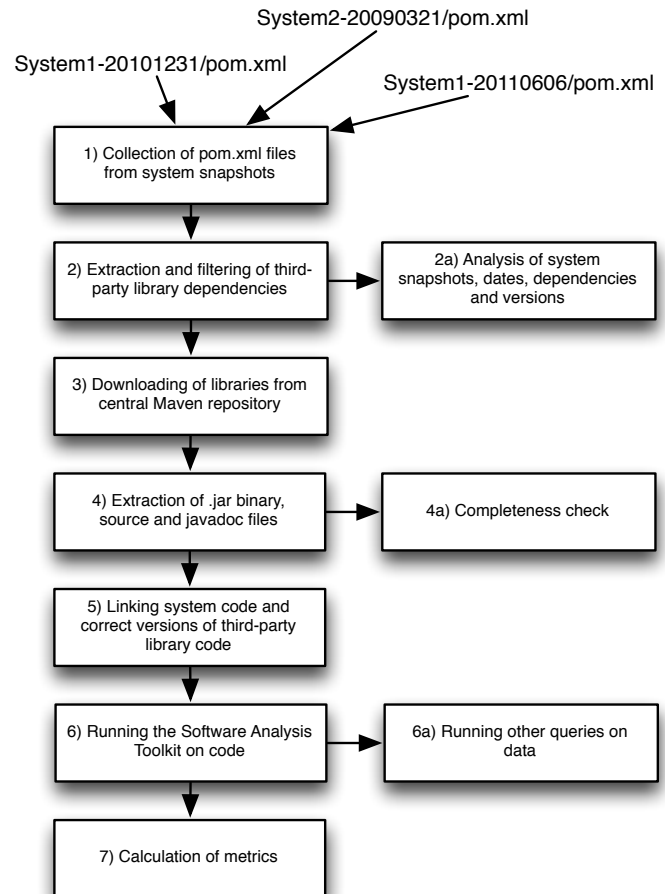 System2-20090321/pom.xml
System1-20101231/pom.xml
System1-20110606/pom.xml
1) Collection of pom.xml files
from system snapshots
2) Extraction and filtering of third-
party library dependencies
2a) Analysis of system
snapshots, dates, dependencies
and versions
3) Downloading of libraries from
central Maven repository
4) Extraction of .jar binary,
source and javadoc files
4a) Completeness check
5) Linking system code and
correct versions of third-party
library code
6) Running the Software Analysis
Toolkit on code
6a) Running other queries on
data
7) Calculation of metrics